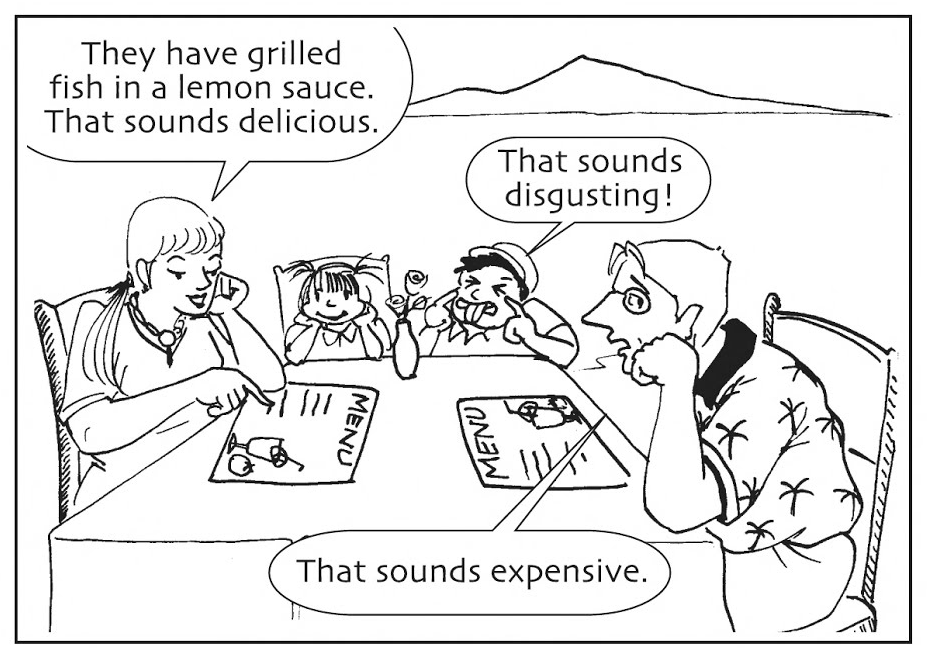 They have grilled
fish in a lemon sauce.
That sounds delicious.
That sounds
disgusting!
MENU
MENU
That sounds expensive.